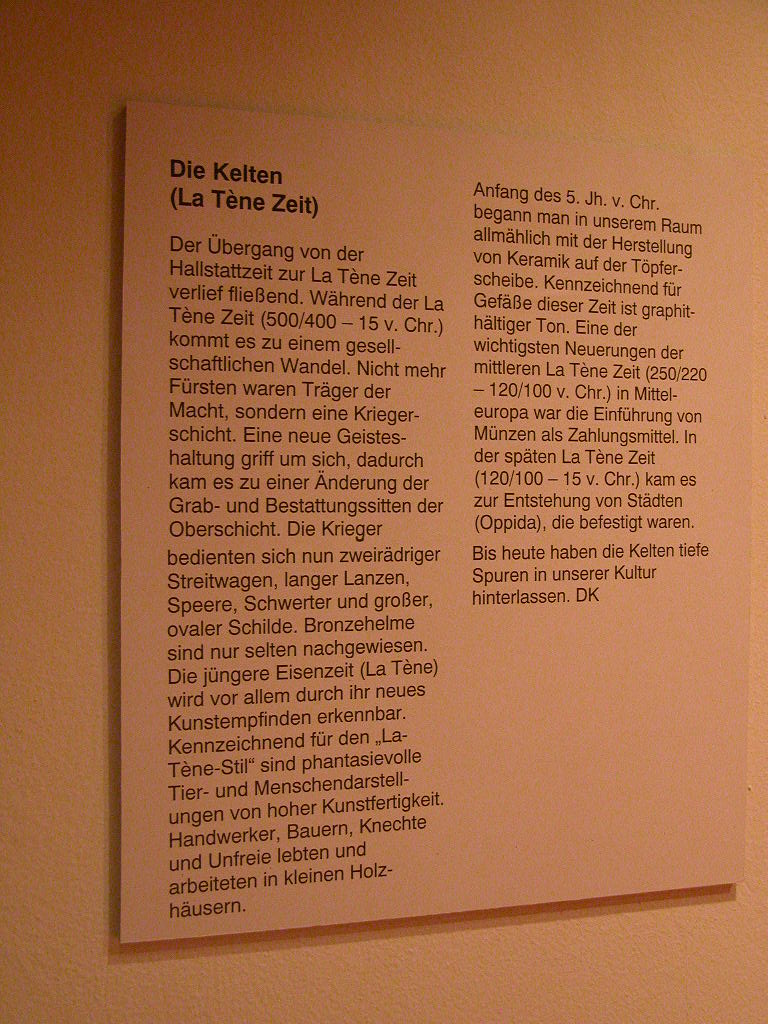 Die Kelten
(La Tène Zeit)
Der Übergang von der
Hallstattzeit zur La Tène Zeit
verlief fließend. Während der La
Tène Zeit (500/400 – 15 v. Chr.)
kommt es zu einem gesell-
schaftlichen Wandel. Nicht mehr
Fürsten waren Träger der
Macht, sondern eine Krieger-
schicht. Eine neue Geistes-
haltung griff um sich, dadurch
kam es zu einer Änderung der
Grab- und Bestattungssitten der
Oberschicht. Die Krieger
bedienten sich nun zweirädriger
Streitwagen, langer Lanzen,
Speere, Schwerter und großer,
ovaler Schilde. Bronzehelme
sind nur selten nachgewiesen.
Die jüngere Eisenzeit (La Tène)
wird vor allem durch ihr neues
Kunstempfinden erkennbar.
Kennzeichnend für den „La-
Tène-Stil“ sind phantasievolle
Tier- und Menschendarstell-
ungen von hoher Kunstfertigkeit.
Handwerker, Bauern, Knechte
und Unfreie lebten und
arbeiteten in kleinen Holz-
häusern.
Anfang des 5. Jh. v. Chr.
begann man in unserem Raum
allmählich mit der Herstellung
von Keramik auf der Töpfer-
scheibe. Kennzeichnend für
Gefäße dieser Zeit ist graphit-
hältiger Ton. Eine der
wichtigsten Neuerungen der
mittleren La Tène Zeit (250/220
– 120/100 v. Chr.) in Mittel-
europa war die Einführung von
Münzen als Zahlungsmittel. In
der späten La Tène Zeit
(120/100 – 15 v. Chr.) kam es
zur Entstehung von Städten
(Oppida), die befestigt waren.
Bis heute haben die Kelten tiefe
Spuren in unserer Kultur
hinterlassen. DK